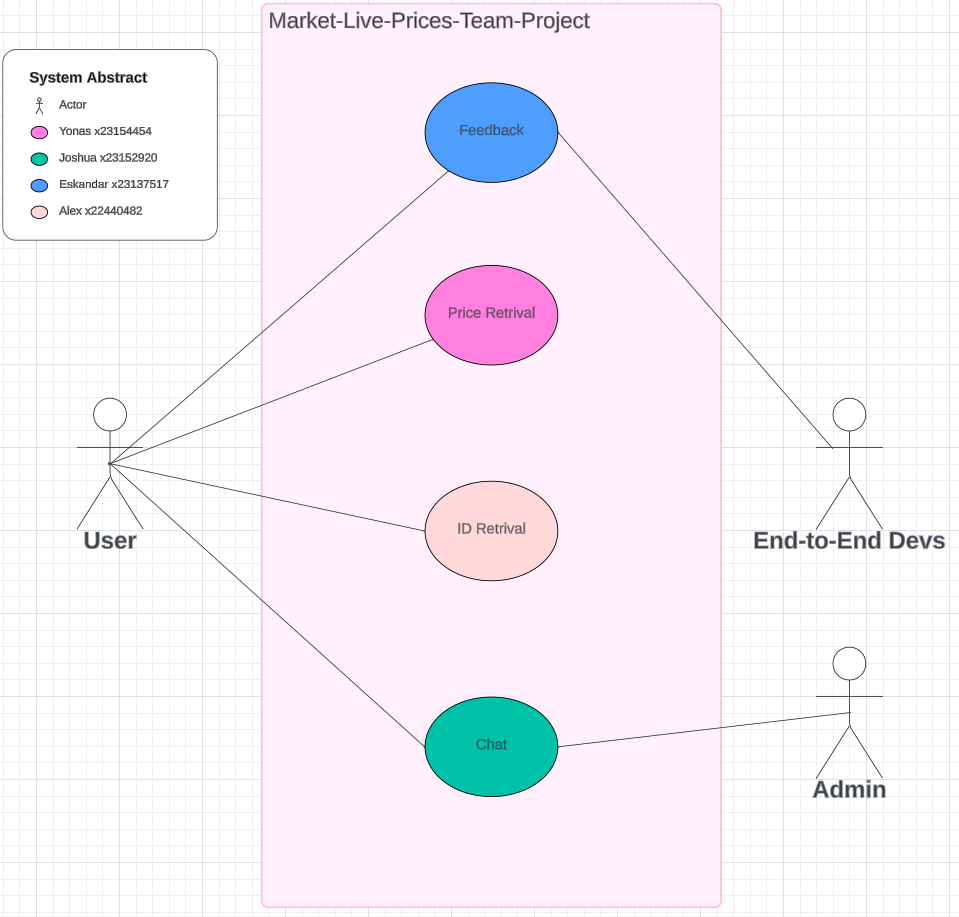 Market-Live-Prices-Team-Project
System Abstract
Actor
Yonas x23154454
Joshua x23152920
Eskandar x23137517
Alex x22440482
Feedback
Price Retrival
ID Retrival
Chat
User
End-to-End Devs
Admin